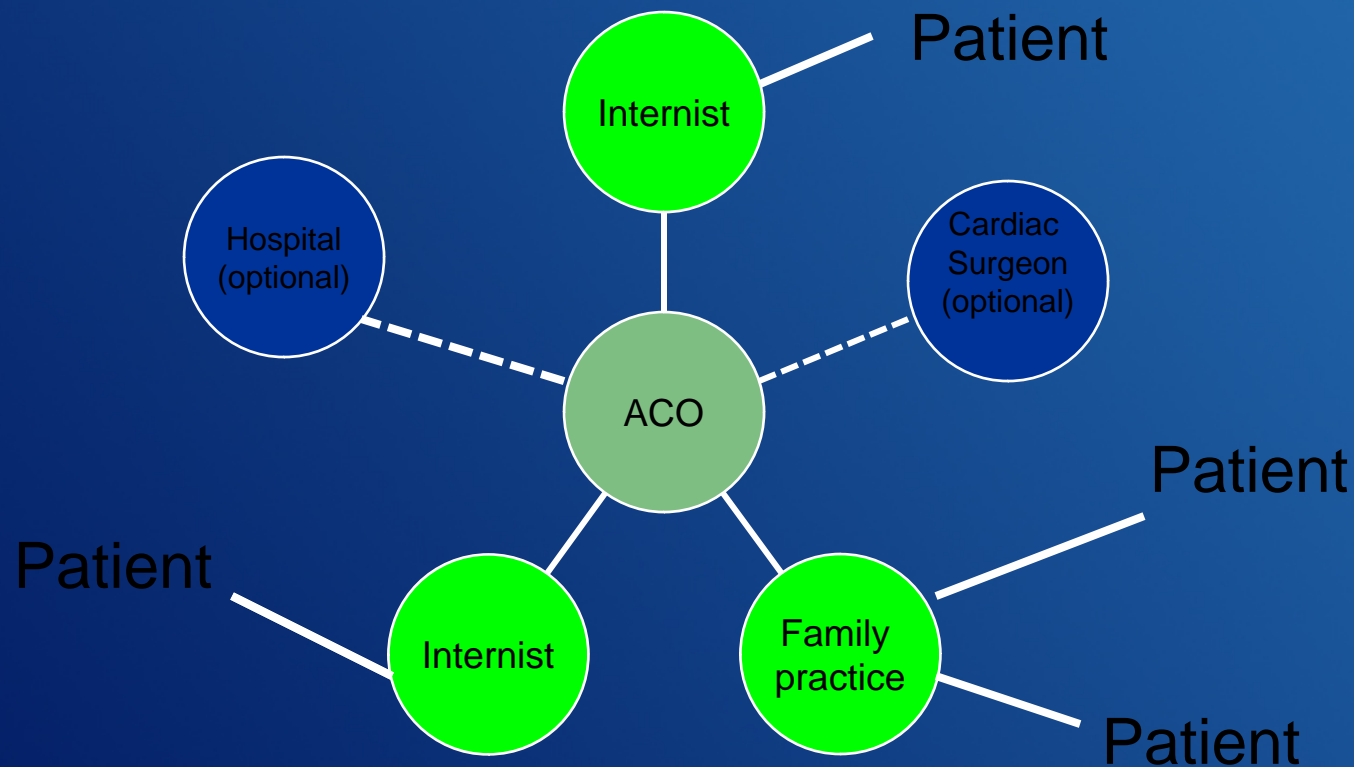 Patient
Internist
Hospital
(optional)
Cardiac
Surgeon
(optional)
ACO
Patient
Patient
Internist
Family
practice
Patient